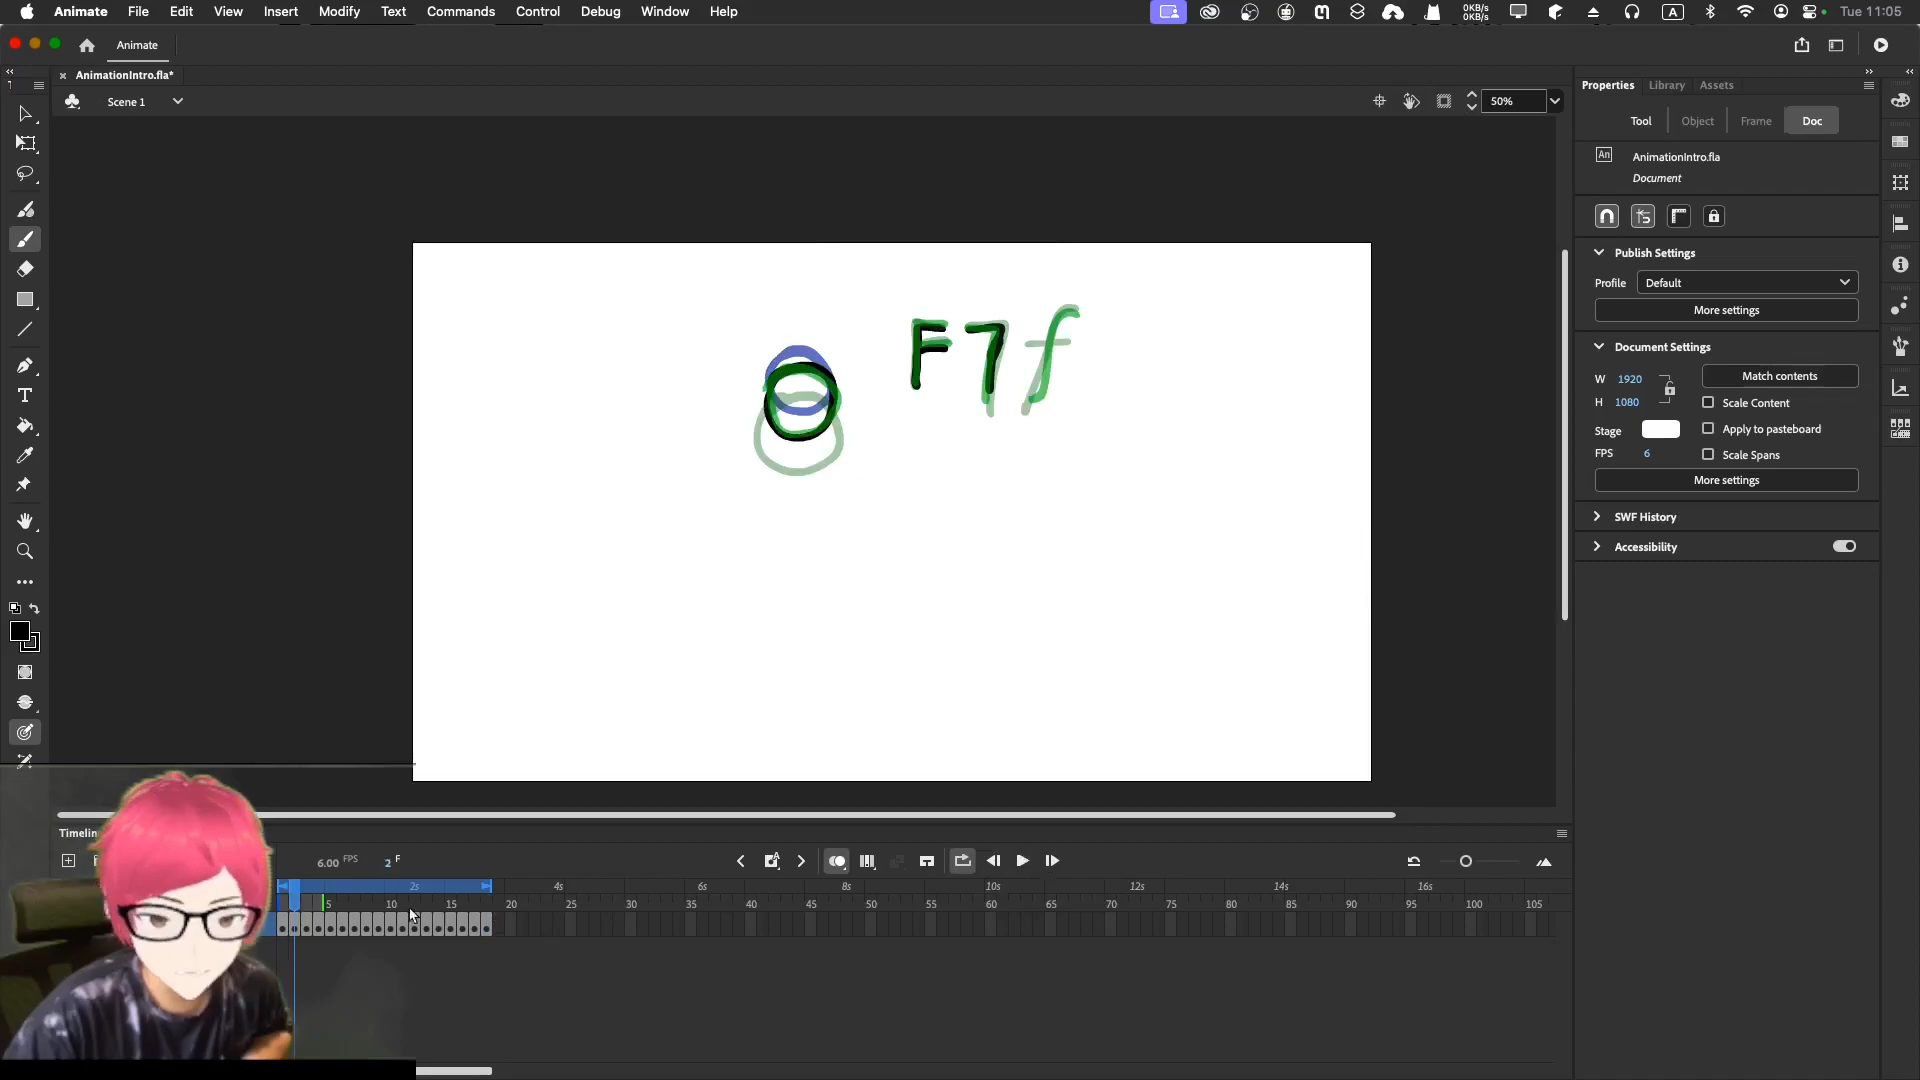 Animate File Edit View Insert Modify Text Commands Control Debug Window Help 0KB/s 0KB/s A Tue 11:05
Animate
AnimationIntro.fla*
Scene 1 50%
Properties Library Assets
Tool Object Frame Doc
An AnimationIntro.fla
Document
Publish Settings
Profile Default
More settings
Document Settings
W 1920 Match contents
H 1080 Scale Content
Stage Apply to pasteboard
FPS 6 Scale Spans
More settings
SWF History
Accessibility
F7f
T
6.00 FPS 2 F
2s 4s 6s 8s 10s 12s 14s 16s
5 10 15 20 25 30 35 40 45 50 55 60 65 70 75 80 85 90 95 100 105